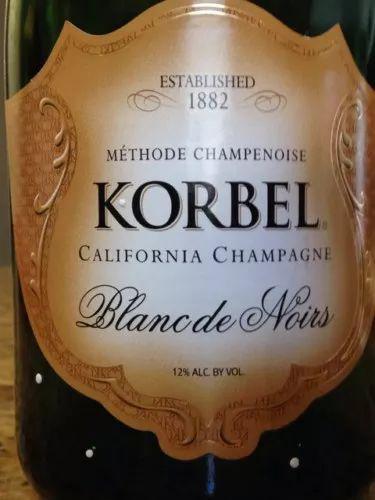 ESTABLISHED
1882
MÉTHODE CHAMPENOISE
KORBEL®
CALIFORNIA CHAMPAGNE
Blanc de Noirs
12% ALC. BY VOL.